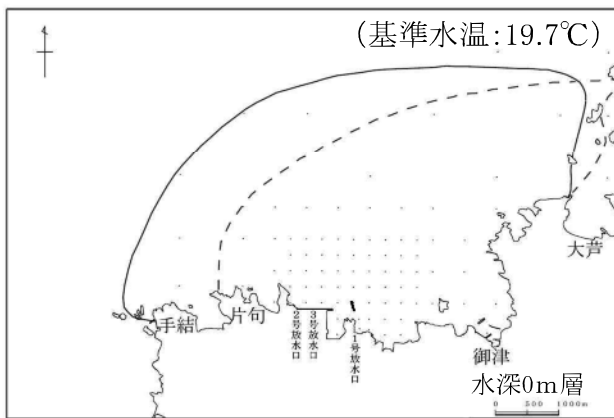 (基準水温:19.7℃)
大芦
手結
片句
2号放水口
3号放水口
1号放水口
御津
水深0m層
0 500 1000m